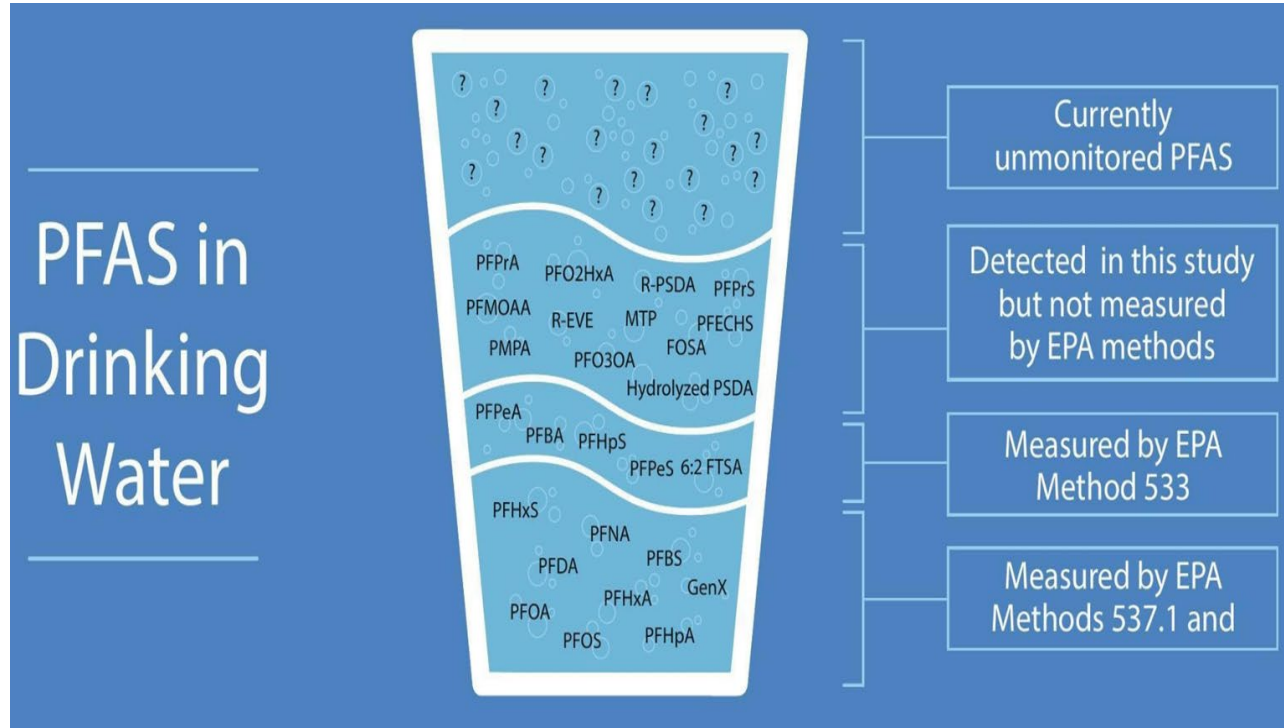 PFAS in
Drinking
Water
? ? ? ? ? ?
? ? ? ? ?
? ? ? ? ?
? ? ? ? ?
? ?
PFPrA
PFO2HxA
R-PSDA
PFPrS
PFMOAA
R-EVE
MTP
PFECHS
PMPA
PFO3OA
FOSA
Hydrolyzed PSDA
PFPeA
PFBA
PFHpS
PFPeS
6:2 FTSA
PFHxS
PFNA
PFDA
PFBS
GenX
PFOA
PFHxA
PFOS
PFHpA
Currently
unmonitored PFAS
Detected in this study
but not measured
by EPA methods
Measured by EPA
Method 533
Measured by EPA
Methods 537.1 and